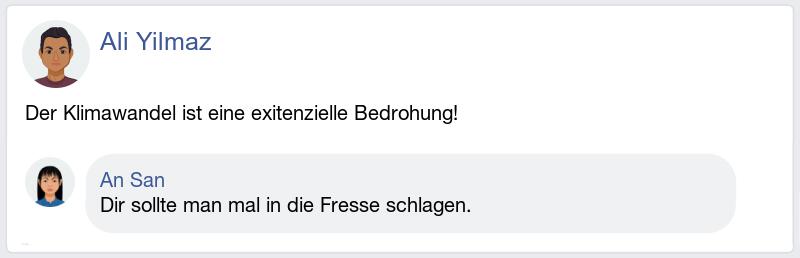 Ali Yilmaz
Der Klimawandel ist eine exitenzielle Bedrohung!
An San
Dir sollte man mal in die Fresse schlagen.